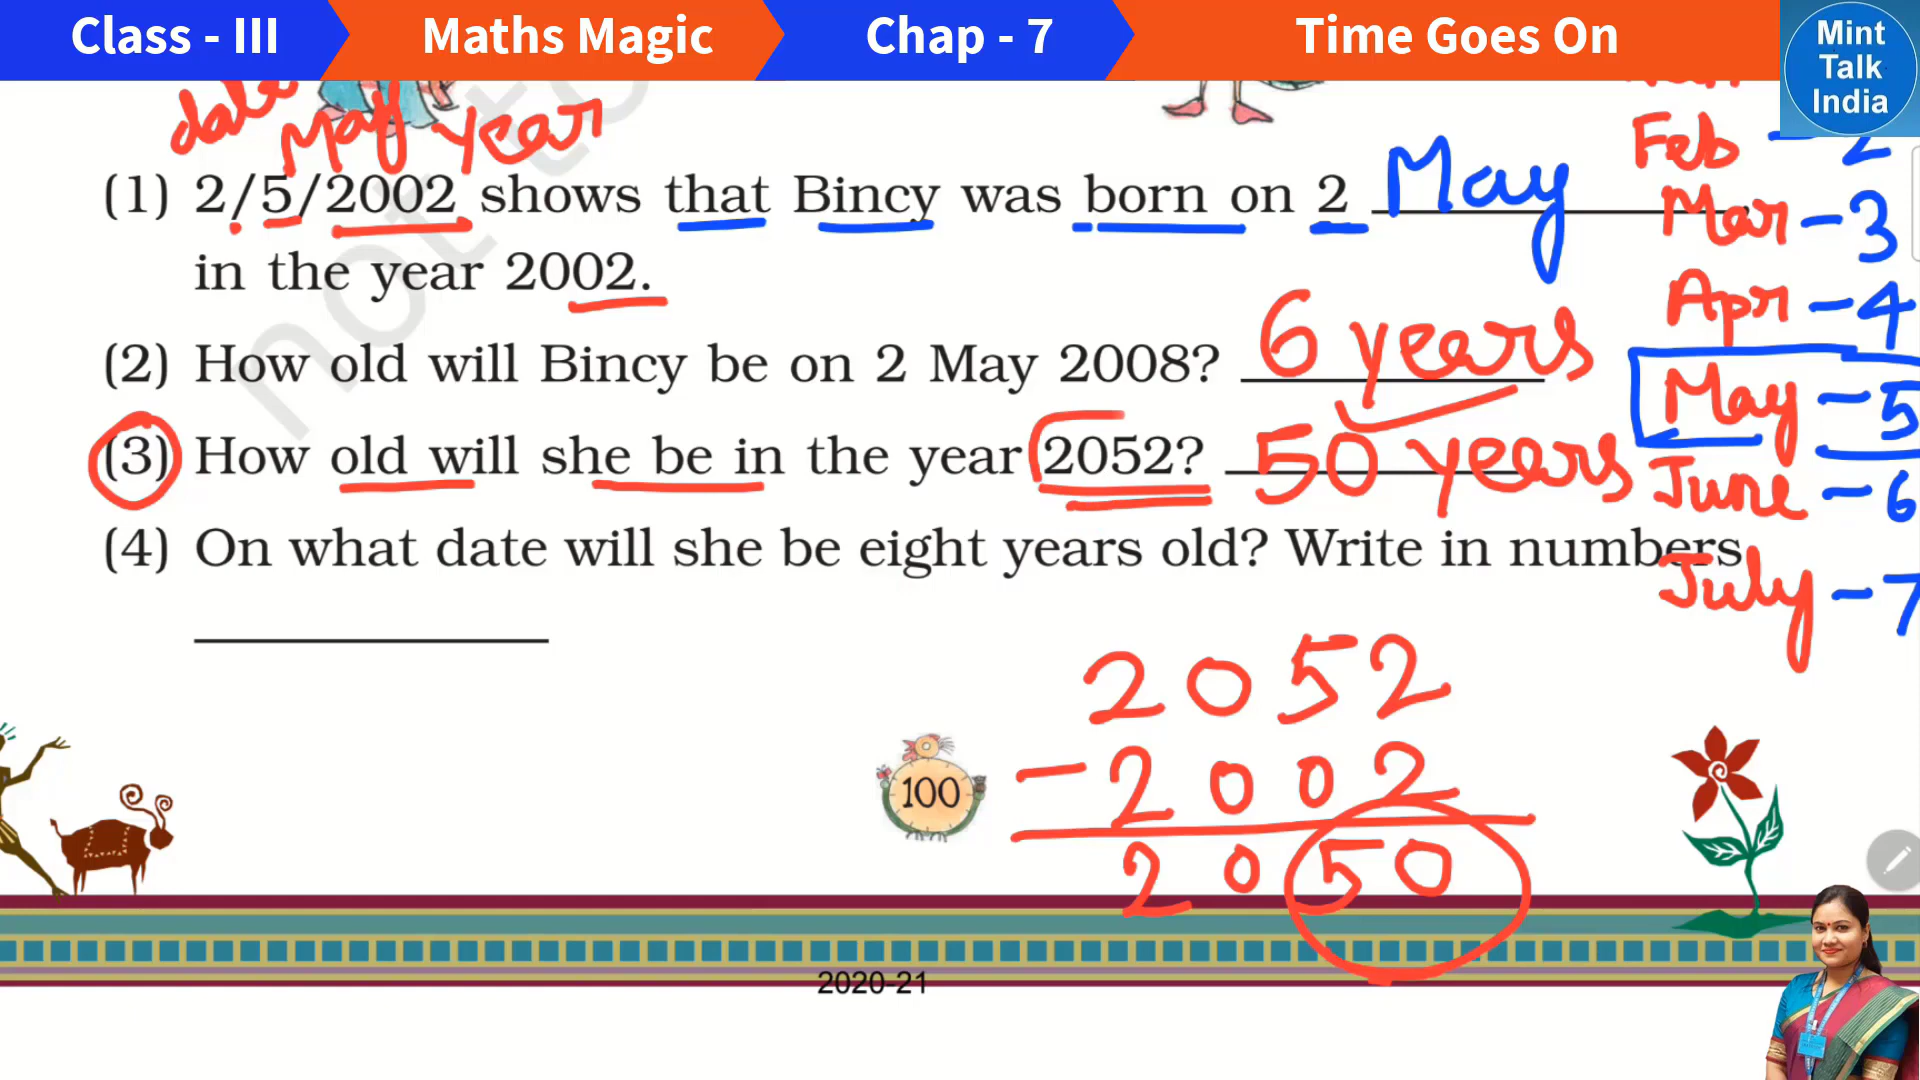 Class - III Maths Magic Chap - 7 Time Goes On
Mint
Talk
India
date May year
(1) 2/5/2002 shows that Bincy was born on 2 May
in the year 2002.
(2) How old will Bincy be on 2 May 2008? 6 years
(3) How old will she be in the year 2052? 50 years
(4) On what date will she be eight years old? Write in numbers
Feb - 2
Mar - 3
Apr - 4
May - 5
June - 6
July - 7
2052
- 2002
2050
100
2020-21